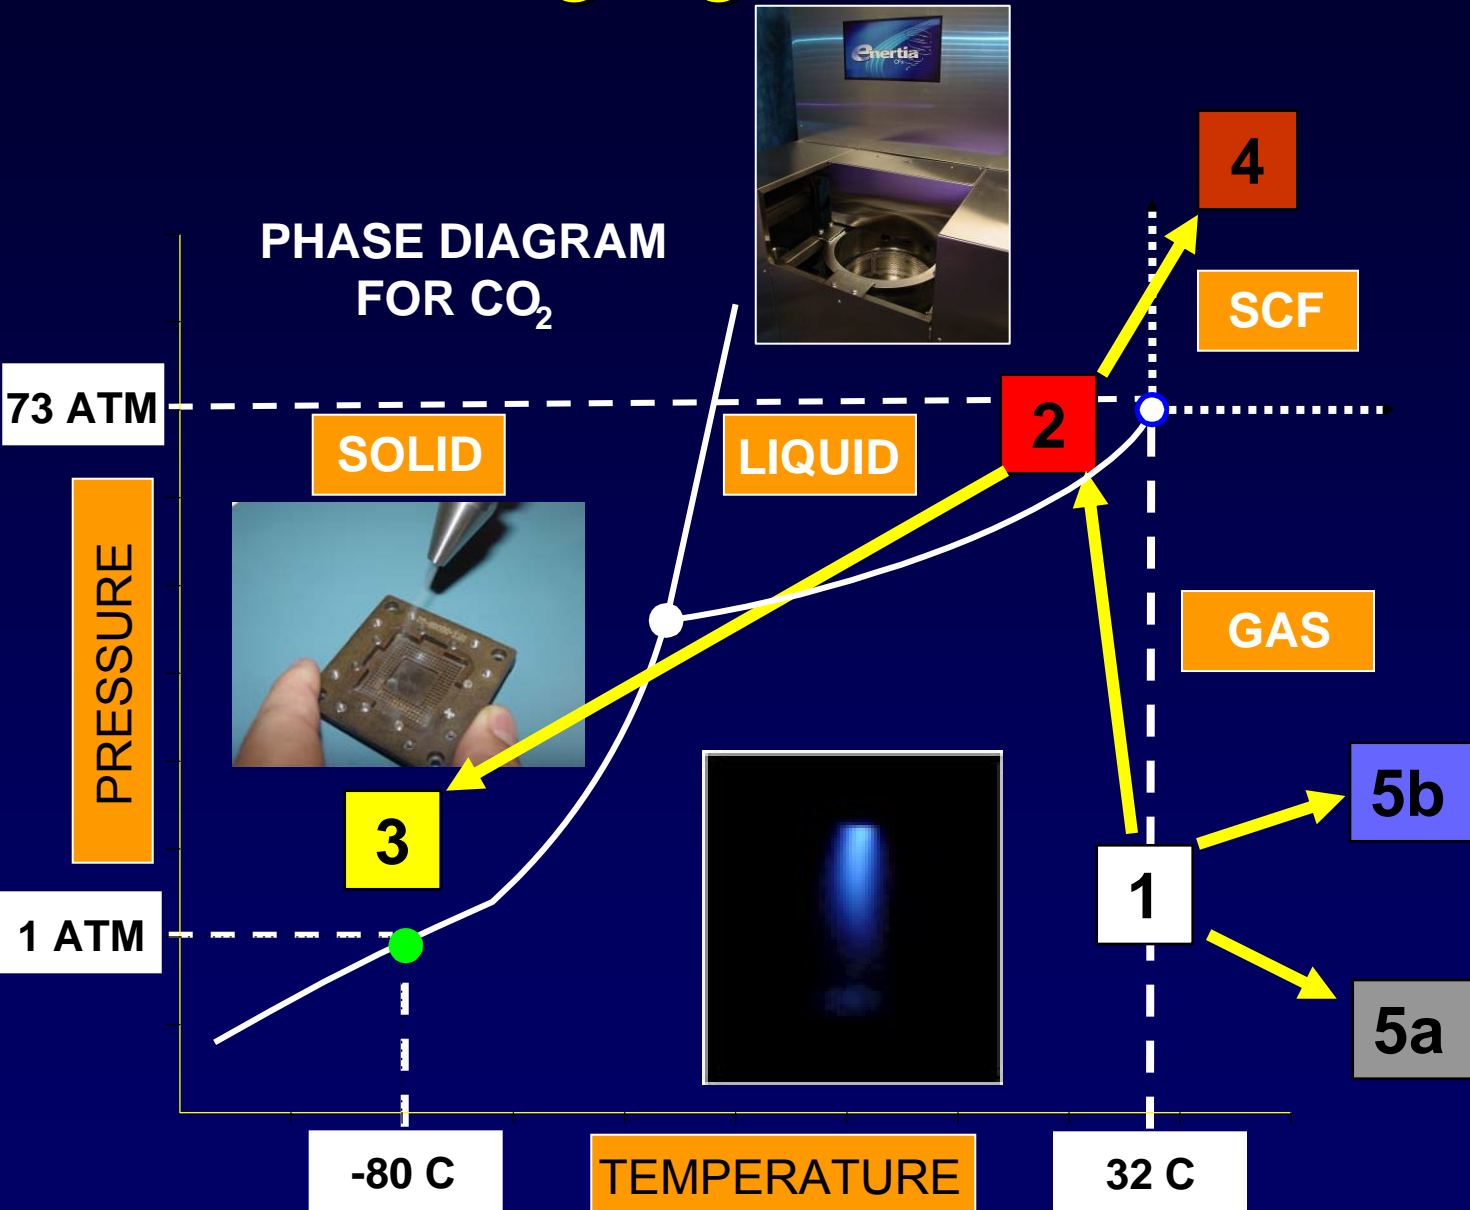 enertia
4
PHASE DIAGRAM
FOR CO2
SCF
73 ATM
SOLID
LIQUID
2
PRESSURE
GAS
3
5b
1
1 ATM
5a
-80 C
TEMPERATURE
32 C